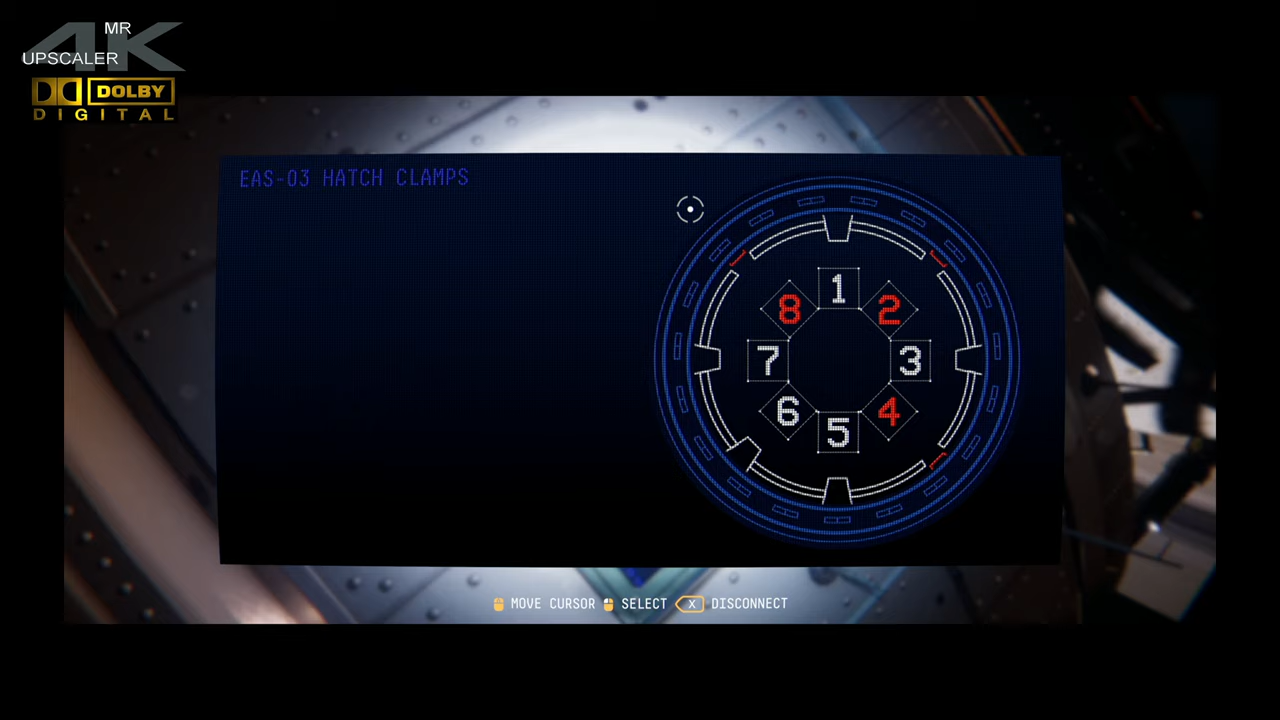 4K
MR
UPSCALER
DOLBY
DIGITAL
EAS-03 HATCH CLAMPS
1
8 2
7 3
6 4
5
MOVE CURSOR SELECT X DISCONNECT